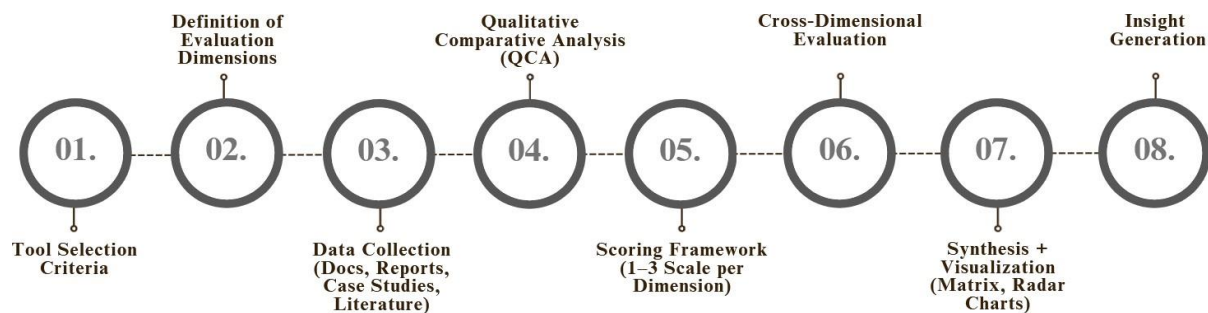 01.
Tool Selection
Criteria
Definition of
Evaluation
Dimensions
02.
03.
Data Collection
(Docs, Reports,
Case Studies,
Literature)
Qualitative
Comparative Analysis
(QCA)
04.
05.
Scoring Framework
(1–3 Scale per
Dimension)
Cross-Dimensional
Evaluation
06.
07.
Synthesis +
Visualization
(Matrix, Radar
Charts)
Insight
Generation
08.